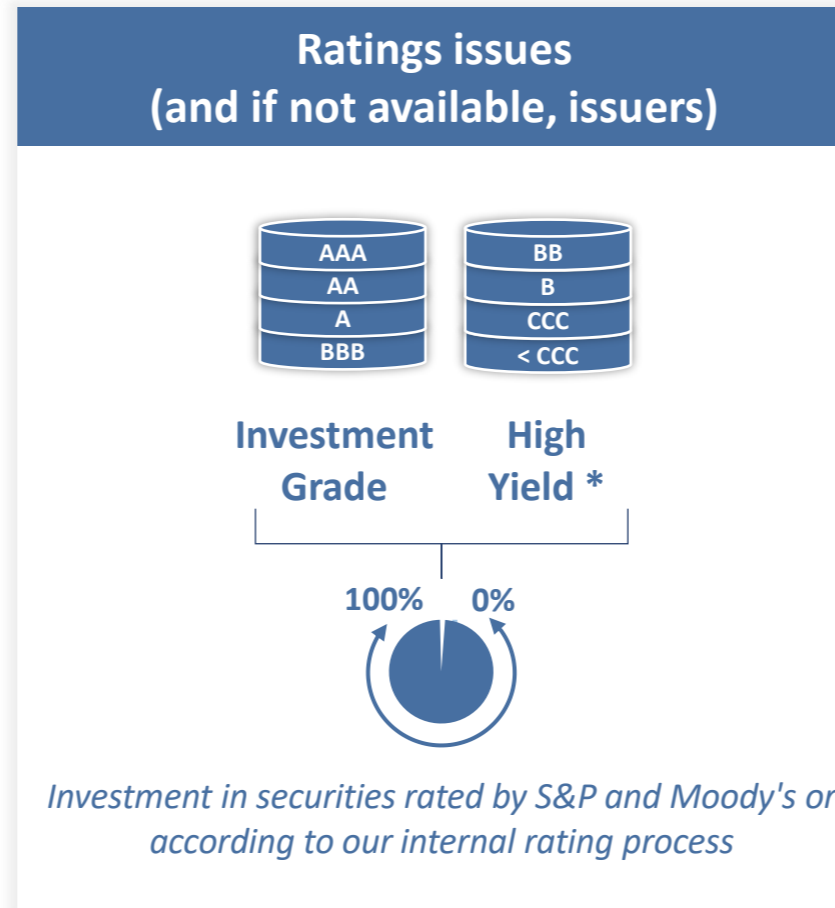 Ratings issues
(and if not available, issuers)
AAA
AA
A
BBB
BB
B
CCC
< CCC
Investment
Grade
High
Yield *
100%
0%
Investment in securities rated by S&P and Moody's or
according to our internal rating process